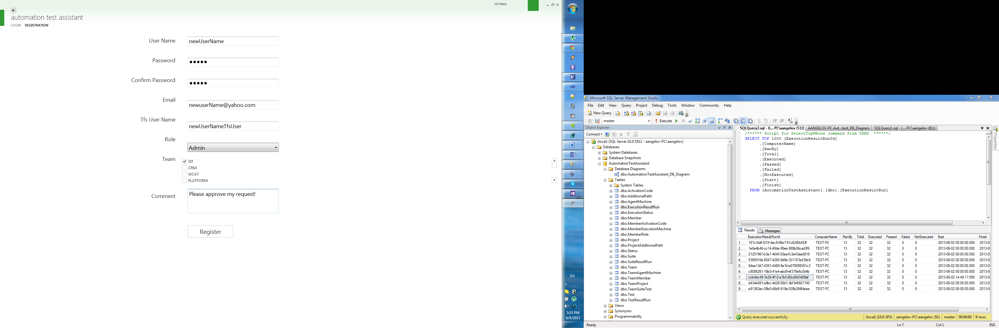 SETTINGS
automation test assistant
LOGIN REGISTRATION
User Name newUserName
Password ●●●●●
Confirm Password ●●●●●
Email newuserName@yahoo.com
Tfs User Name newUserNameTfsUser
Role Admin
Team SIT
CRM
WCAT
PLATFORM
Comment Please approve my request!
Register
EN
5:53 PM
6/9/2013
Microsoft SQL Server Management Studio
File Edit View Query Project Debug Tools Window Community Help
New Query
master Execute
Object Explorer
Connect
(local) (SQL Server 10.0.5512 - aangelov-PC\aangelov)
Databases
System Databases
Database Snapshots
AutomationTestAssistant
Database Diagrams
dbo.AutomationTestAssistant_DB_Diagram
Tables
System Tables
dbo.ActivationCode
dbo.AdditionalPath
dbo.AgentMachine
dbo.ExecutionResultRun
dbo.ExecutionStatus
dbo.Member
dbo.MemberActivationCode
dbo.MemberExecutionMachine
dbo.MemberRole
dbo.Project
dbo.ProjectAdditionalPath
dbo.Status
dbo.Suite
dbo.SuiteResultRun
dbo.Team
dbo.TeamAgentMachine
dbo.TeamMember
dbo.TeamProject
dbo.TeamSuiteTest
dbo.Test
dbo.TestResultRun
Views
Synonyms
Programmability
SQLQuery2.sql - (l...-PC\aangelov (51)) AANGELOV-PC.Aut...tant_DB_Diagram SQLQuery1.sql - (...-PC\aangelov (61))
/****** Script for SelectTopNRows command from SSMS ******/
SELECT TOP 1000 [ExecutionResultRunId]
,[ComputerName]
,[RanBy]
,[Total]
,[Executed]
,[Passed]
,[Failed]
,[NotExecuted]
,[Start]
,[Finish]
FROM [AutomationTestAssistant].[dbo].[ExecutionResultRun]
Properties
Results Messages
ExecutionResultRunId ComputerName RanBy Total Executed Passed Failed NotExecuted Start Finish
1 167c34df-831f-4ec9-86e7-61c6290cf83f TEST-PC 13 32 32 32 0 0 2013-06-02 00:00:00.000 2013-0
2 1e0e4b46-cc14-40de-95ee-988b06cad3f6 TEST-PC 13 32 32 32 0 0 2013-06-02 00:00:00.000 2013-0
3 21251961-b3e1-4645-93ea-fc3e43aed818 TEST-PC 13 32 32 32 0 0 2013-06-02 00:00:00.000 2013-0
4 5385010e-6547-4285-9d9e-331107ed7bb9 TEST-PC 13 32 32 32 0 0 2013-06-02 00:00:00.000 2013-0
5 64aa13d7-4361-4480-9a7d-a078099351c3 TEST-PC 13 32 32 32 0 0 2013-06-02 00:00:00.000 2013-0
6 c8086261-16b0-41e4-abd9-ef375e6c0d4b TEST-PC 13 32 32 32 0 0 2013-06-02 00:00:00.000 2013-0
7 ccb4dc49-7e20-4f12-a7b0-80cd643409af TEST-PC 13 32 32 32 0 0 2013-06-02 14:49:17.090 2013-0
8 d434e881-a9bc-4d26-90d1-3bf346801740 TEST-PC 13 32 32 32 0 0 2013-06-02 00:00:00.000 2013-0
9 e81363ac-05b0-48d6-919a-535b266f4eaa TEST-PC 13 32 32 32 0 0 2013-06-02 00:00:00.000 2013-0
Query executed successfully. (local) (10.0 SP3) aangelov-PC\aangelov (51) master 00:00:00 9 rows
Ready Ln 7 Col 1 INS